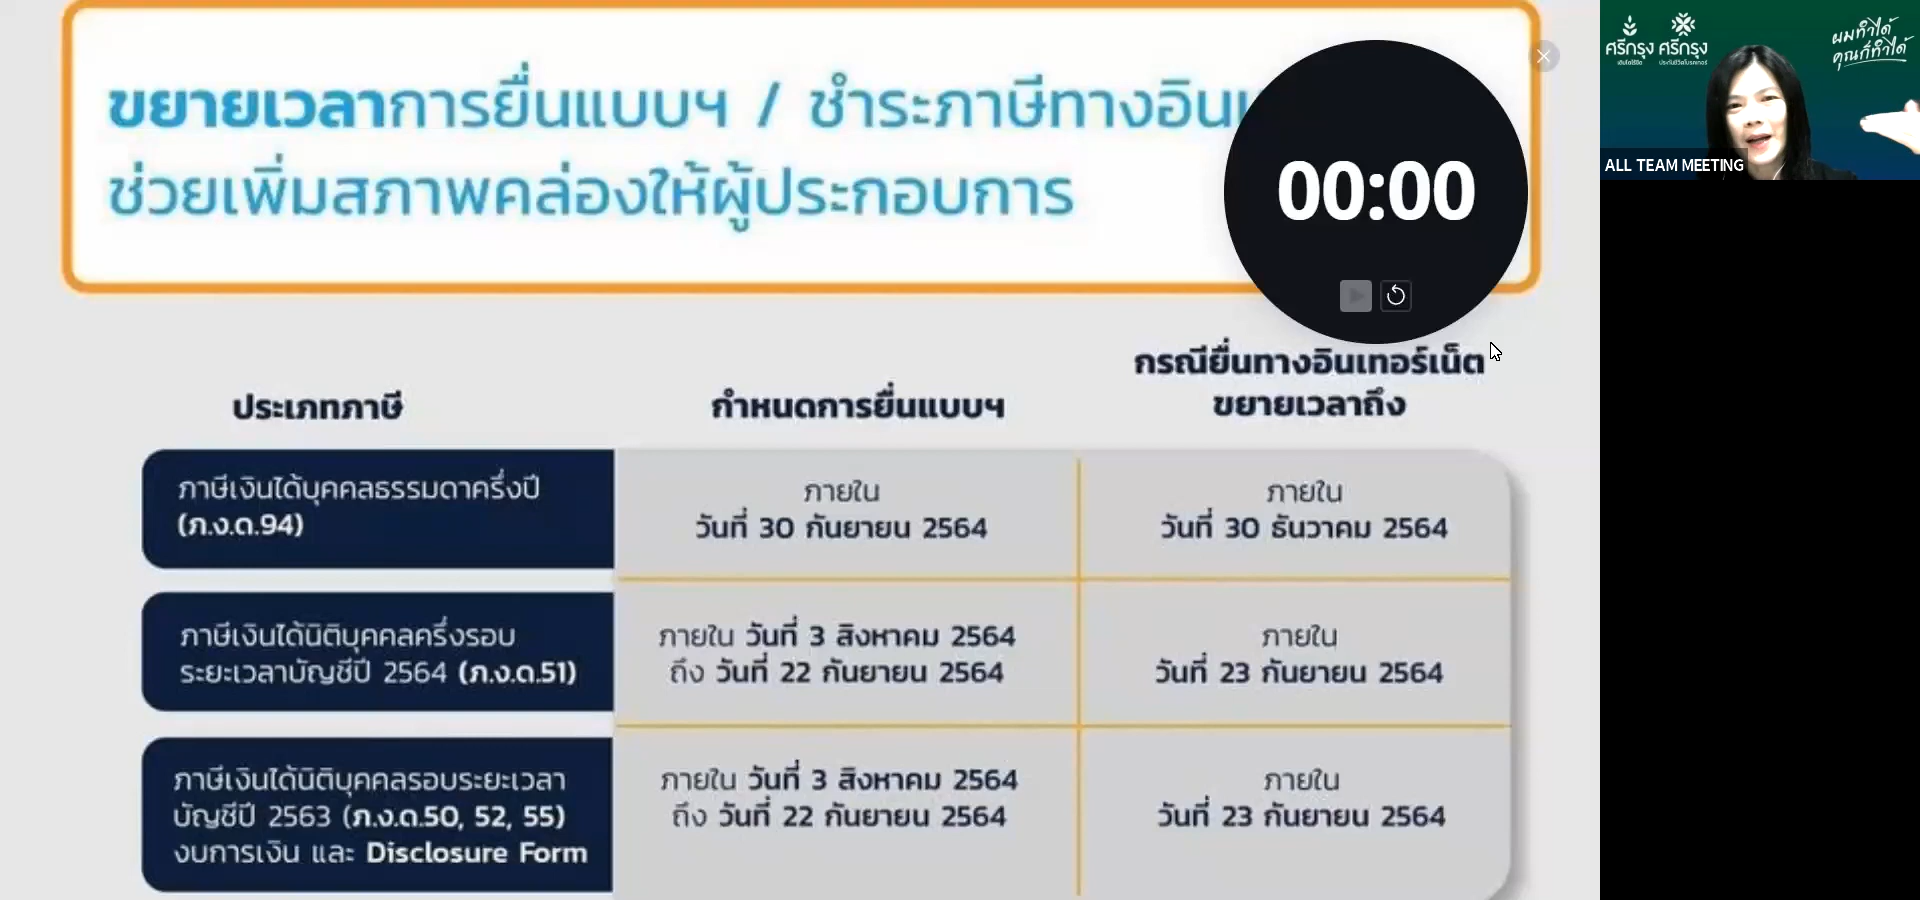 ขยายเวลาการยื่นแบบฯ / ชำระภาษีทาง
ช่วยเพิ่มสภาพคล่องให้ผู้ประกอบการ
00:00
ประเภทภาษี
กำหนดการยื่นแบบฯ
กรณียื่นทางอินเทอร์เน็ต
ขยายเวลาถึง
ภาษีเงินได้บุคคลธรรมดาครึ่งปี
(ภ.ง.ด.94)
ภายใน
วันที่ 30 กันยายน 2564
ภายใน
วันที่ 30 ธันวาคม 2564
ภาษีเงินได้นิติบุคคลครึ่งรอบ
ระยะเวลาบัญชีปี 2564 (ภ.ง.ด.51)
ภายใน วันที่ 3 สิงหาคม 2564
ถึง วันที่ 22 กันยายน 2564
ภายใน
วันที่ 23 กันยายน 2564
ภาษีเงินได้นิติบุคคลรอบระยะเวลา
บัญชีปี 2563 (ภ.ง.ด.50, 52, 55)
งบการเงิน และ Disclosure Form
ภายใน วันที่ 3 สิงหาคม 2564
ถึง วันที่ 22 กันยายน 2564
ภายใน
วันที่ 23 กันยายน 2564
ศรีกรุง ศรีกรุง
ผมทำได้
คุณก็ทำได้
ALL TEAM MEETING